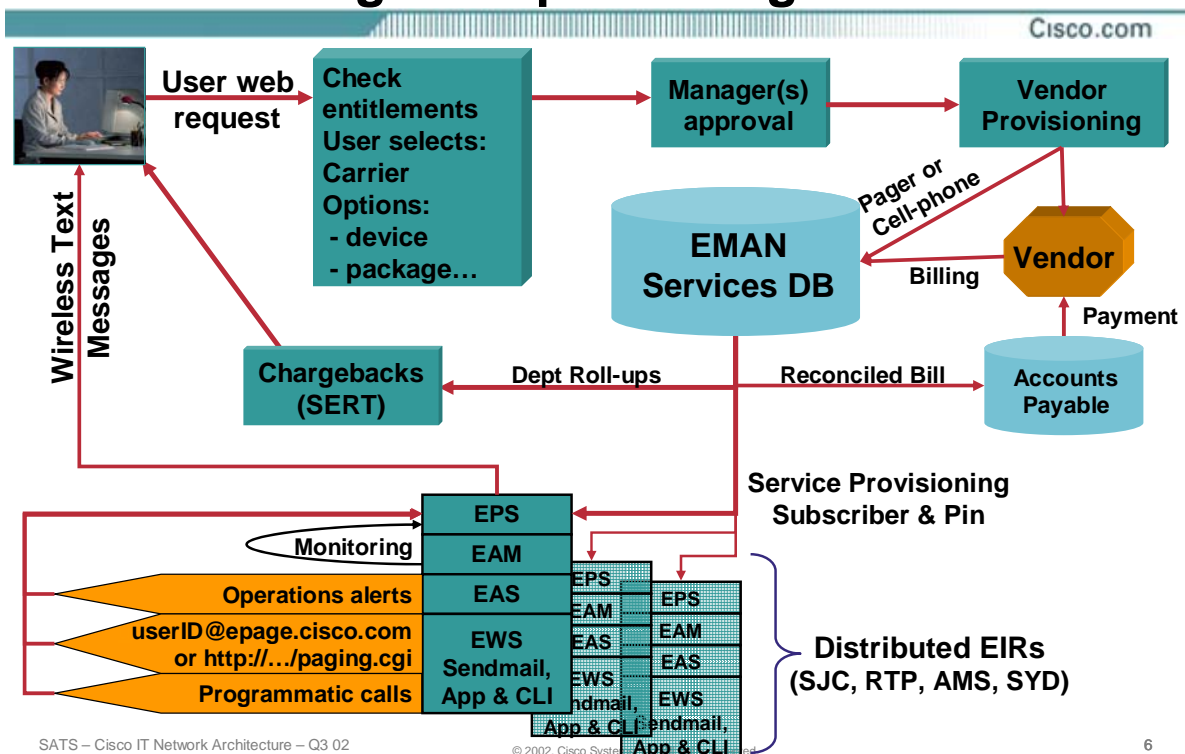 Cisco.com
User web
request
Check
entitlements
User selects:
Carrier
Options:
- device
- package…
Manager(s)
approval
Vendor
Provisioning
Pager or
Cell-phone
EMAN
Services DB
Vendor
Billing
Payment
Wireless Text
Messages
Chargebacks
(SERT)
Dept Roll-ups
Reconciled Bill
Accounts
Payable
Service Provisioning
Subscriber & Pin
EPS
Monitoring
EAM
Operations alerts
EAS
userID@epage.cisco.com
or http://…/paging.cgi
Programmatic calls
EWS
Sendmail,
App & CLI
EPS
EAM
EAS
EWS
App & CLI
EPS
EAM
EAS
EWS
Sendmail,
App & CLI
Distributed EIRs
(SJC, RTP, AMS, SYD)
SATS – Cisco IT Network Architecture – Q3 02
© 2002, Cisco
6